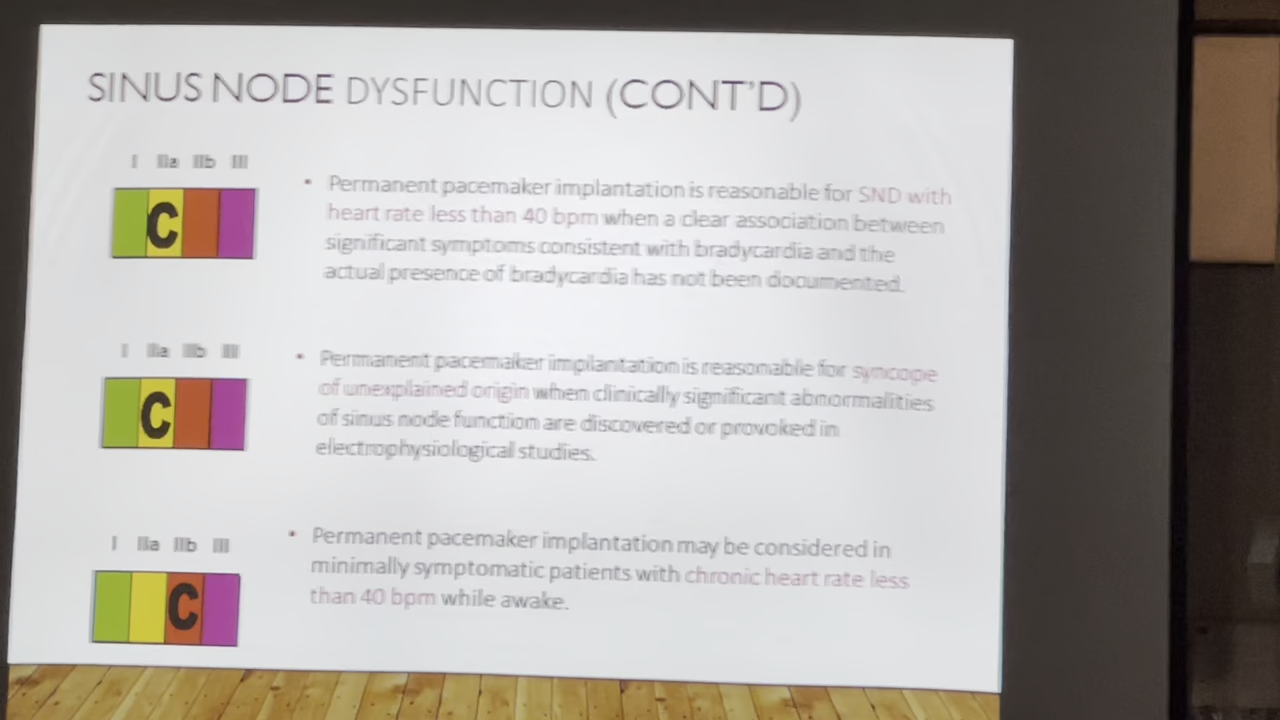 SINUS NODE DYSFUNCTION (CONT'D)
I IIa IIb III
C
• Permanent pacemaker implantation is reasonable for SND with
heart rate less than 40 bpm when a clear association between
significant symptoms consistent with bradycardia and the
actual presence of bradycardia has not been documented.
I IIa IIb III
C
• Permanent pacemaker implantation is reasonable for syncope
of unexplained origin when clinically significant abnormalities
of sinus node function are discovered or provoked in
electrophysiological studies.
I IIa IIb III
C
• Permanent pacemaker implantation may be considered in
minimally symptomatic patients with chronic heart rate less
than 40 bpm while awake.